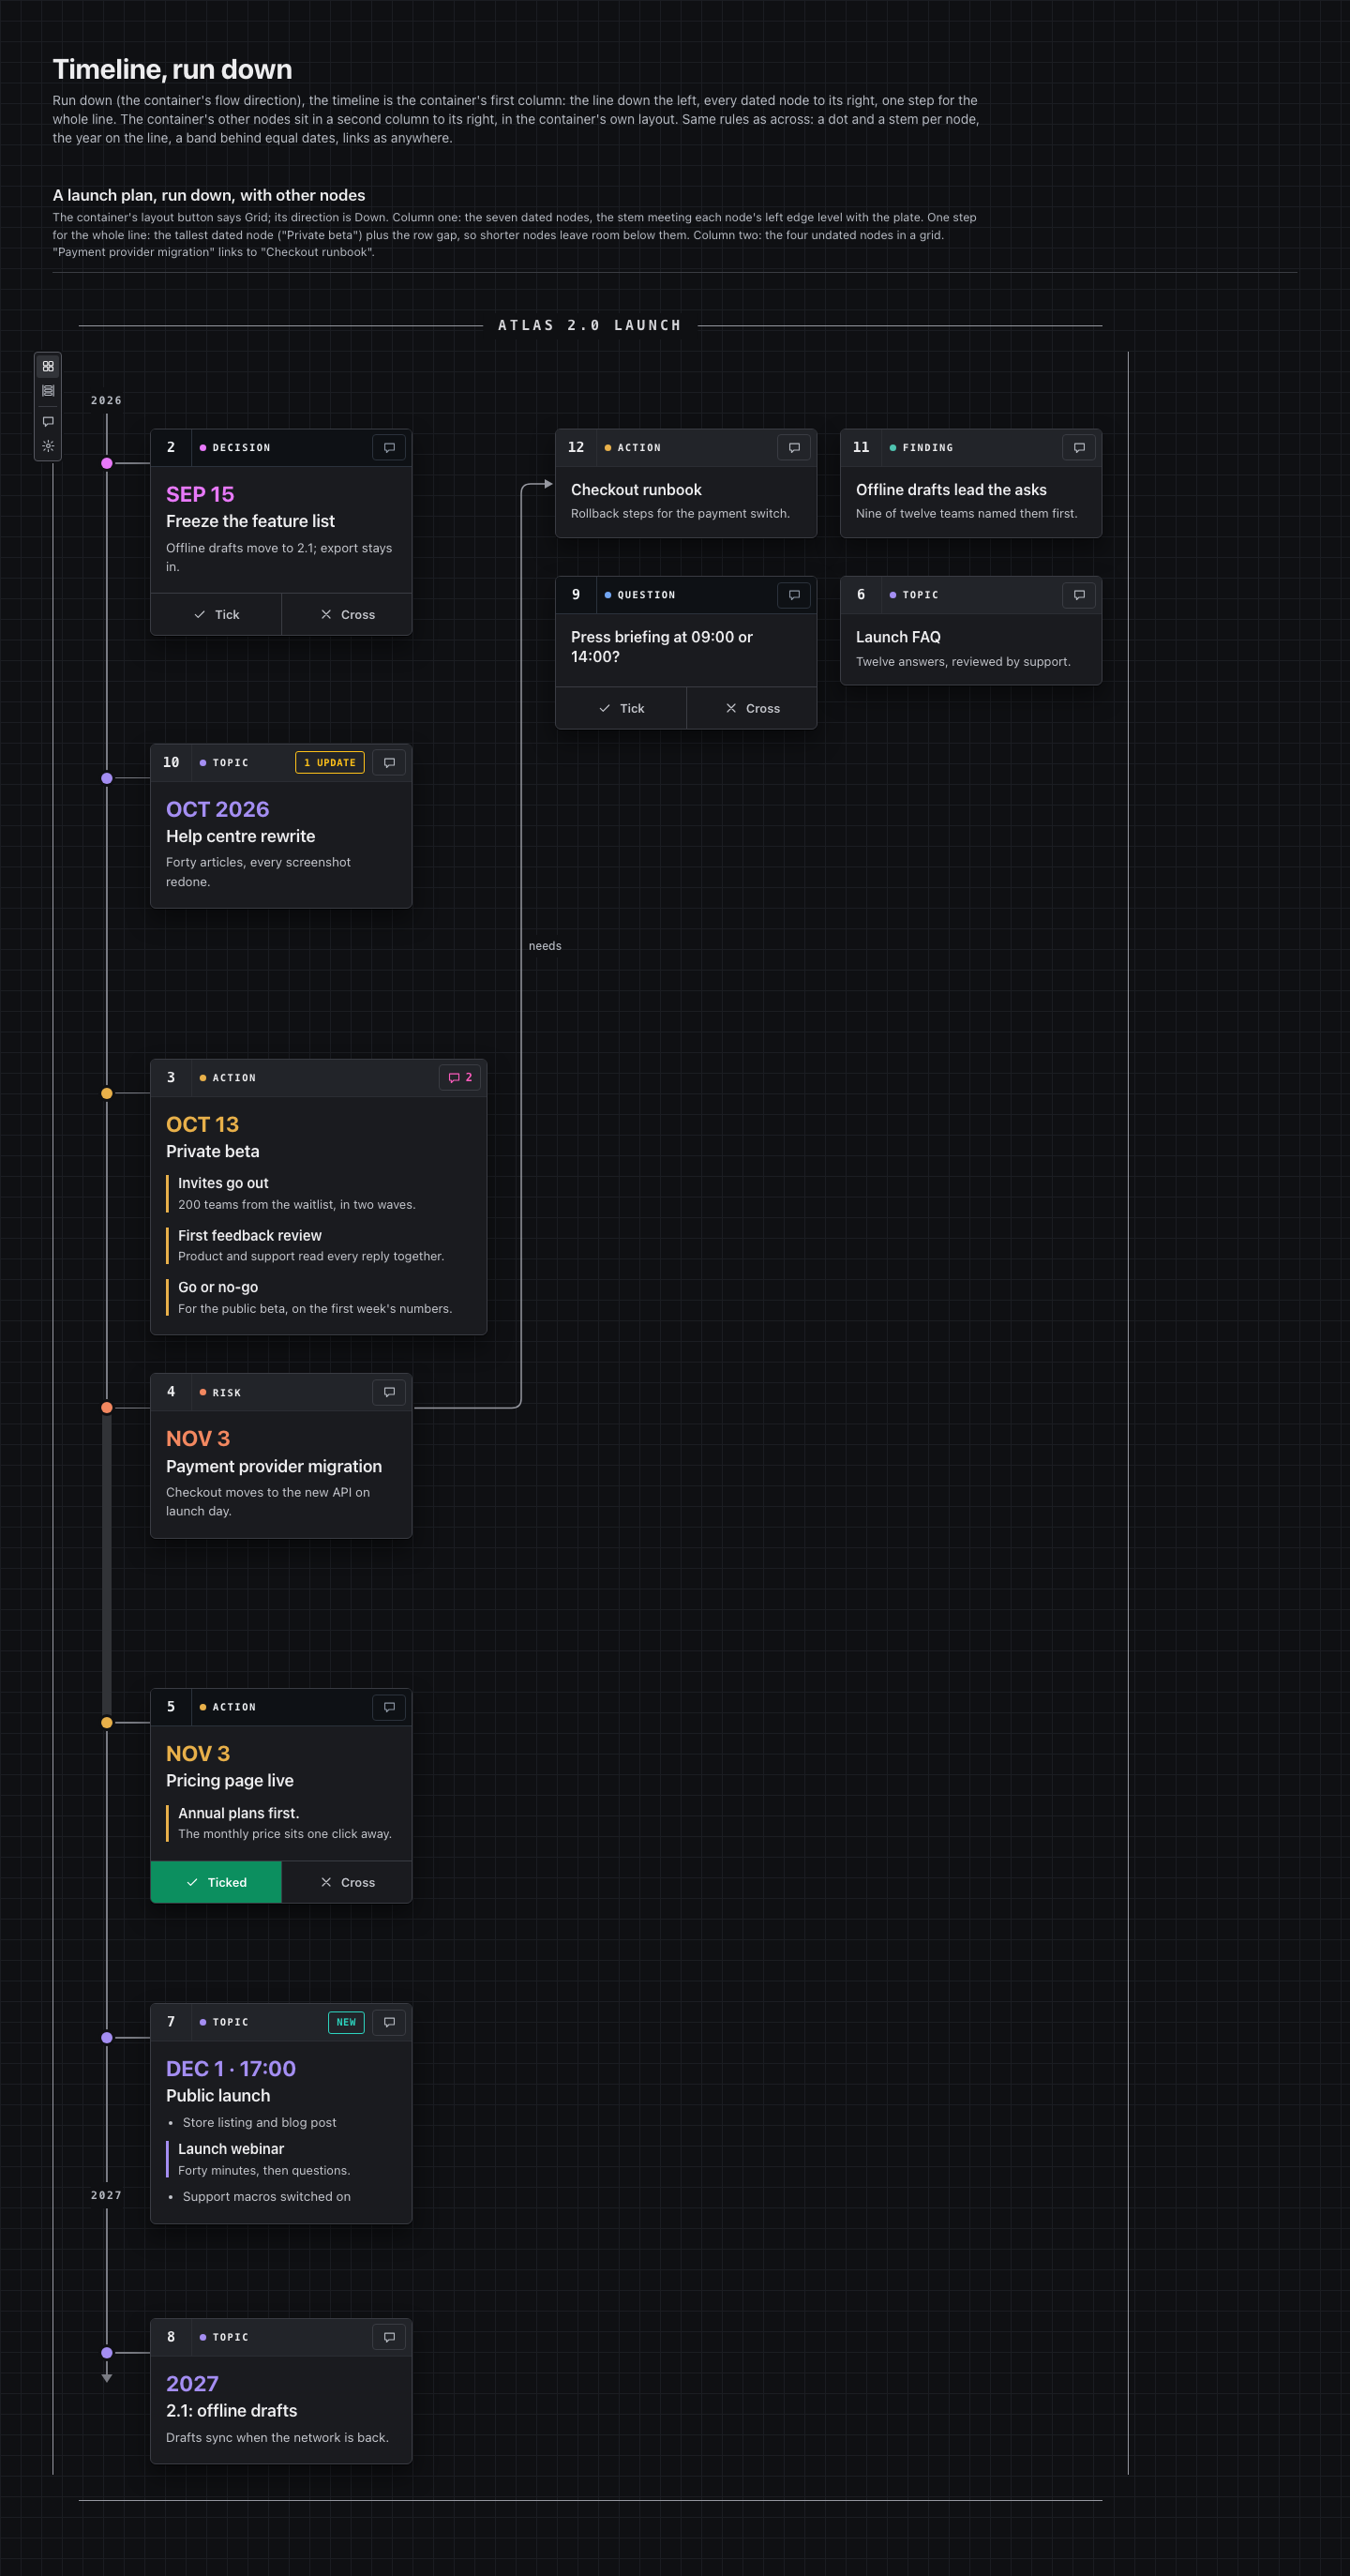 Timeline, run down
Run down (the container's flow direction), the timeline is the container's first column: the line down the left, every dated node to its right, one step for the
whole line. The container's other nodes sit in a second column to its right, in the container's own layout. Same rules as across: a dot and a stem per node,
the year on the line, a band behind equal dates, links as anywhere.
A launch plan, run down, with other nodes
The container's layout button says Grid; its direction is Down. Column one: the seven dated nodes, the stem meeting each node's left edge level with the plate. One step
for the whole line: the tallest dated node ("Private beta") plus the row gap, so shorter nodes leave room below them. Column two: the four undated nodes in a grid.
"Payment provider migration" links to "Checkout runbook".
ATLAS 2.0 LAUNCH
2026
2 DECISION
SEP 15
Freeze the feature list
Offline drafts move to 2.1; export stays
in.
Tick Cross
12 ACTION
Checkout runbook
Rollback steps for the payment switch.
11 FINDING
Offline drafts lead the asks
Nine of twelve teams named them first.
9 QUESTION
Press briefing at 09:00 or
14:00?
Tick Cross
6 TOPIC
Launch FAQ
Twelve answers, reviewed by support.
10 TOPIC 1 UPDATE
OCT 2026
Help centre rewrite
Forty articles, every screenshot
redone.
needs
3 ACTION 2
OCT 13
Private beta
Invites go out
200 teams from the waitlist, in two waves.
First feedback review
Product and support read every reply together.
Go or no-go
For the public beta, on the first week's numbers.
4 RISK
NOV 3
Payment provider migration
Checkout moves to the new API on
launch day.
5 ACTION
NOV 3
Pricing page live
Annual plans first.
The monthly price sits one click away.
Ticked Cross
7 TOPIC NEW
DEC 1 · 17:00
Public launch
• Store listing and blog post
Launch webinar
Forty minutes, then questions.
• Support macros switched on
2027
8 TOPIC
2027
2.1: offline drafts
Drafts sync when the network is back.